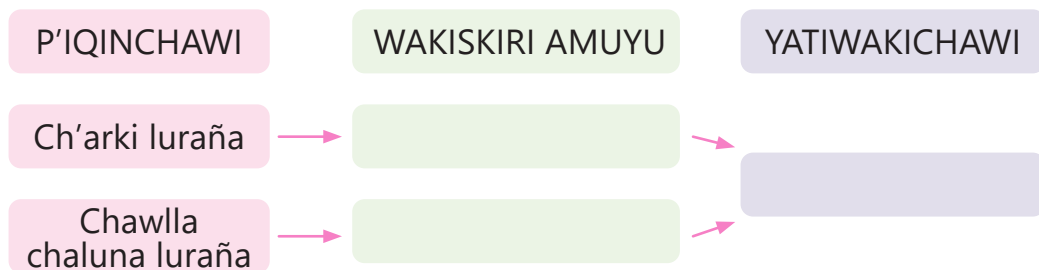 P’IQINCHAWI
WAKISKIRI AMUYU
YATIWAKICHAWI
Ch’arki luraña
Chawlla
chaluna luraña